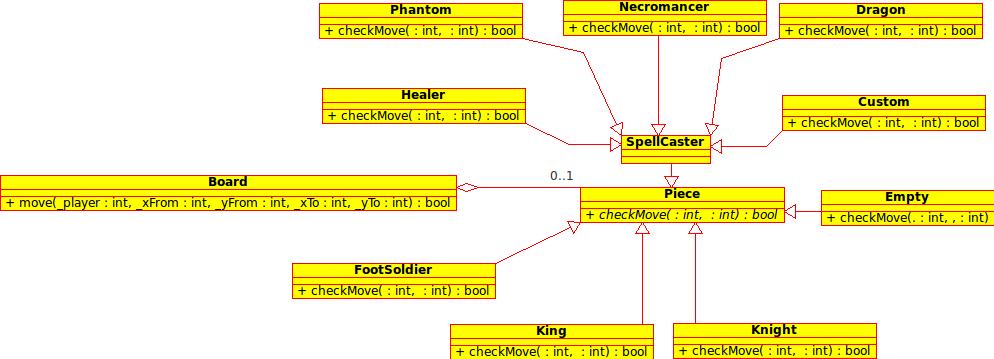 Phantom
+ checkMove( : int,  : int) : bool
Necromancer
+ checkMove( : int,  : int) : bool
Dragon
+ checkMove( : int,  : int) : bool
Healer
+ checkMove( : int,  : int) : bool
Custom
+ checkMove( : int,  : int) : bool
SpellCaster
Board
+ move(_player : int, _xFrom : int, _yFrom : int, _xTo : int, _yTo : int) : bool
0..1
Piece
+ checkMove( : int,  : int) : bool
Empty
+ checkMove(. : int, , : int)
FootSoldier
+ checkMove( : int,  : int) : bool
King
+ checkMove( : int,  : int) : bool
Knight
+ checkMove( : int,  : int) : bool